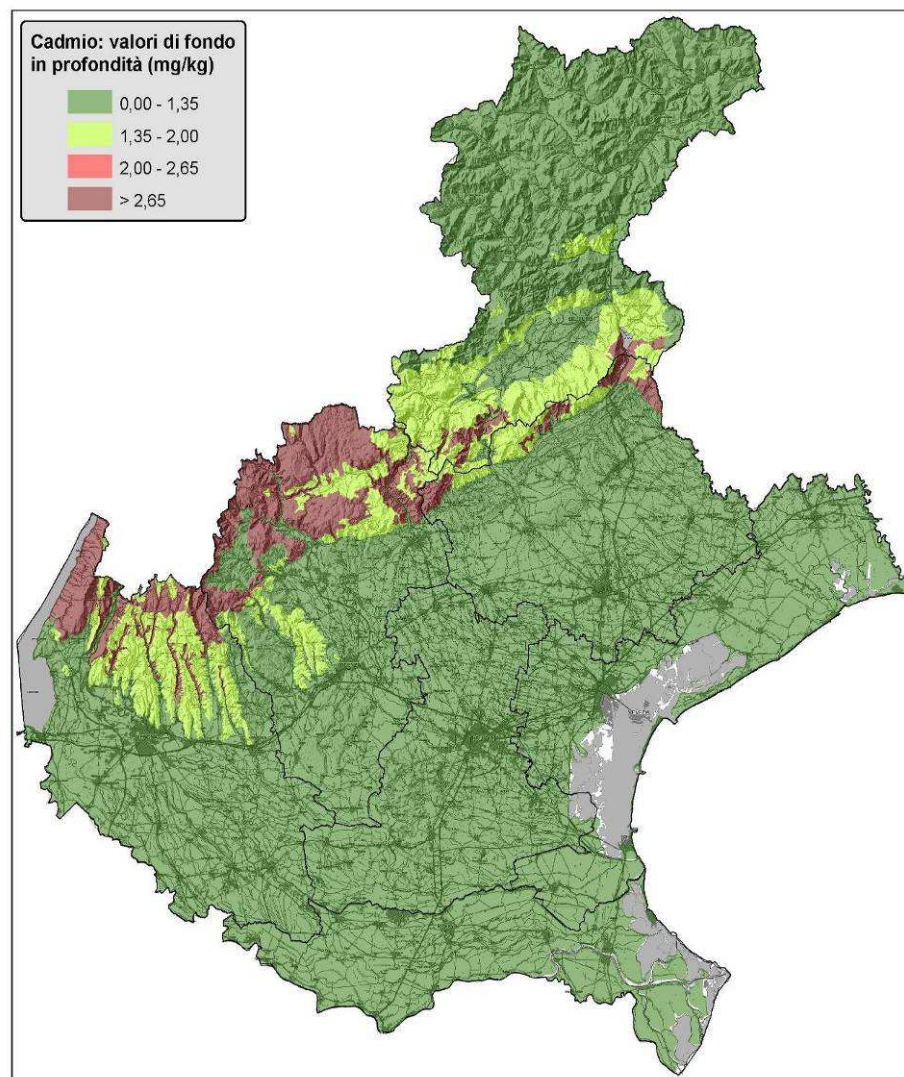 Cadmio: valori di fondo
in profondità (mg/kg)
0,00 - 1,35
1,35 - 2,00
2,00 - 2,65
> 2,65